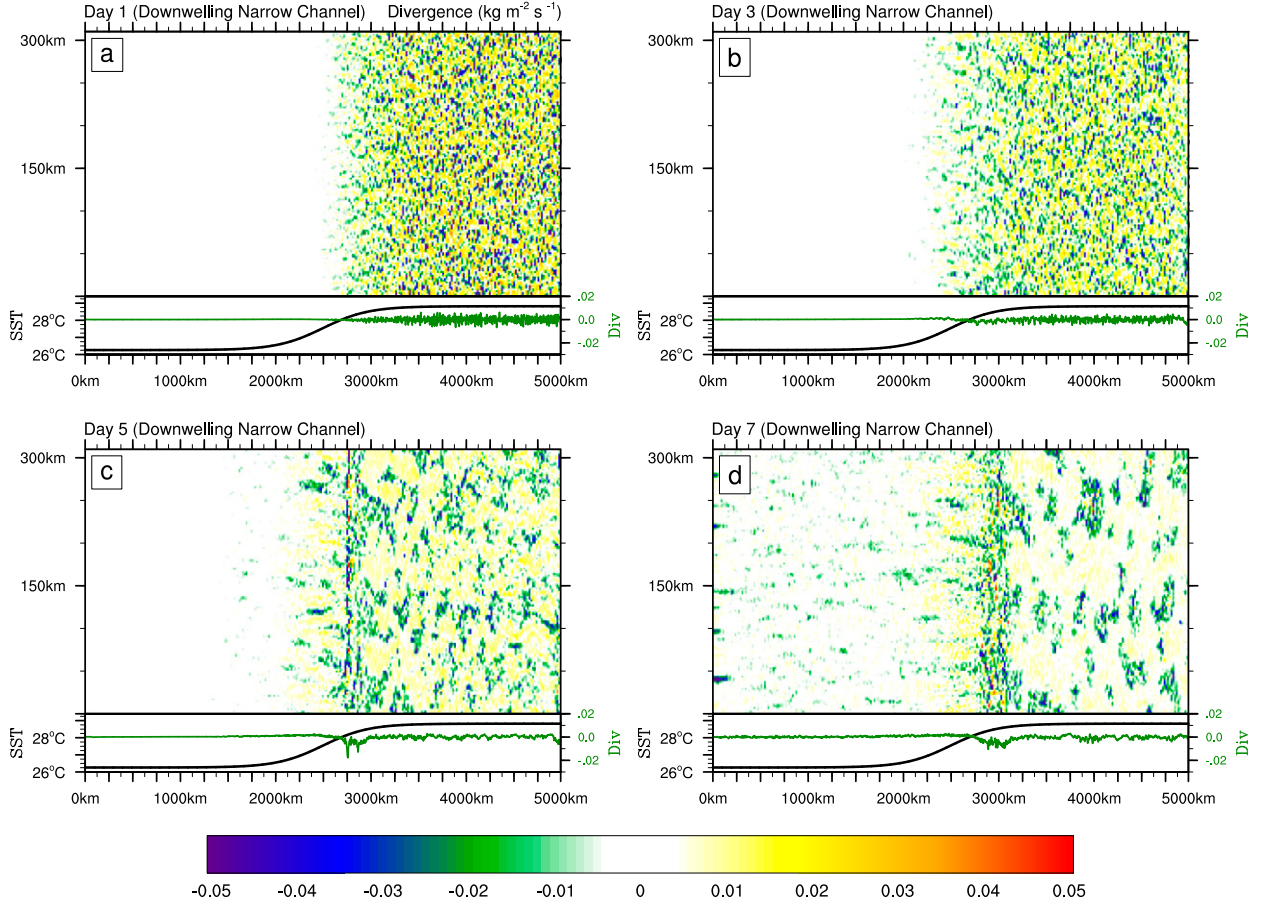 Day 1 (Downwelling Narrow Channel) Divergence (kg m⁻² s⁻¹)
300km
a
150km
SST
28°C
26°C
.02
0.0
-.02
Div
0km 1000km 2000km 3000km 4000km 5000km
Day 3 (Downwelling Narrow Channel)
300km
b
150km
SST
28°C
26°C
.02
0.0
-.02
Div
0km 1000km 2000km 3000km 4000km 5000km
Day 5 (Downwelling Narrow Channel)
300km
c
150km
SST
28°C
26°C
.02
0.0
-.02
Div
0km 1000km 2000km 3000km 4000km 5000km
Day 7 (Downwelling Narrow Channel)
300km
d
150km
SST
28°C
26°C
.02
0.0
-.02
Div
0km 1000km 2000km 3000km 4000km 5000km
-0.05 -0.04 -0.03 -0.02 -0.01 0 0.01 0.02 0.03 0.04 0.05